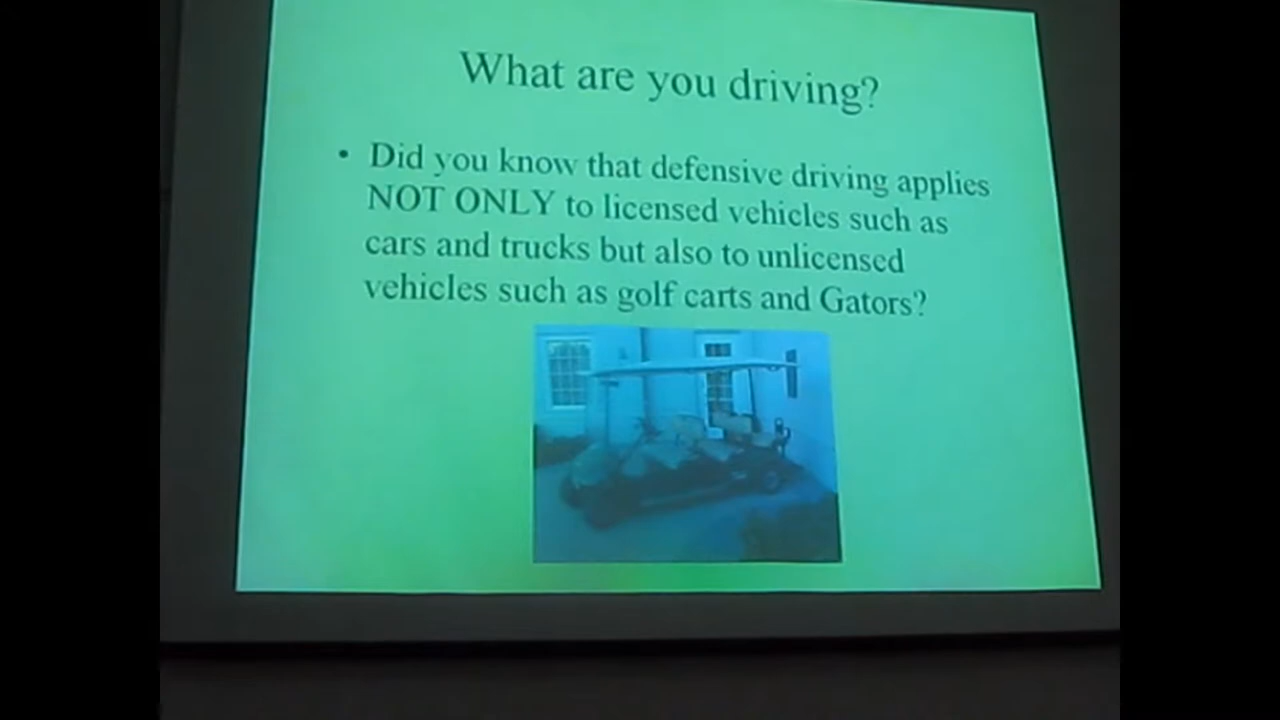 What are you driving?
• Did you know that defensive driving applies
NOT ONLY to licensed vehicles such as
cars and trucks but also to unlicensed
vehicles such as golf carts and Gators?